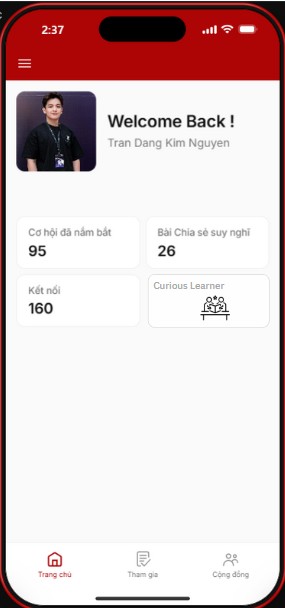 2:37
Welcome Back !
Tran Dang Kim Nguyen
Cơ hội đã nắm bắt
95
Bài Chia sẻ suy nghĩ
26
Kết nối
160
Curious Learner
Trang chủ
Tham gia
Cộng đồng